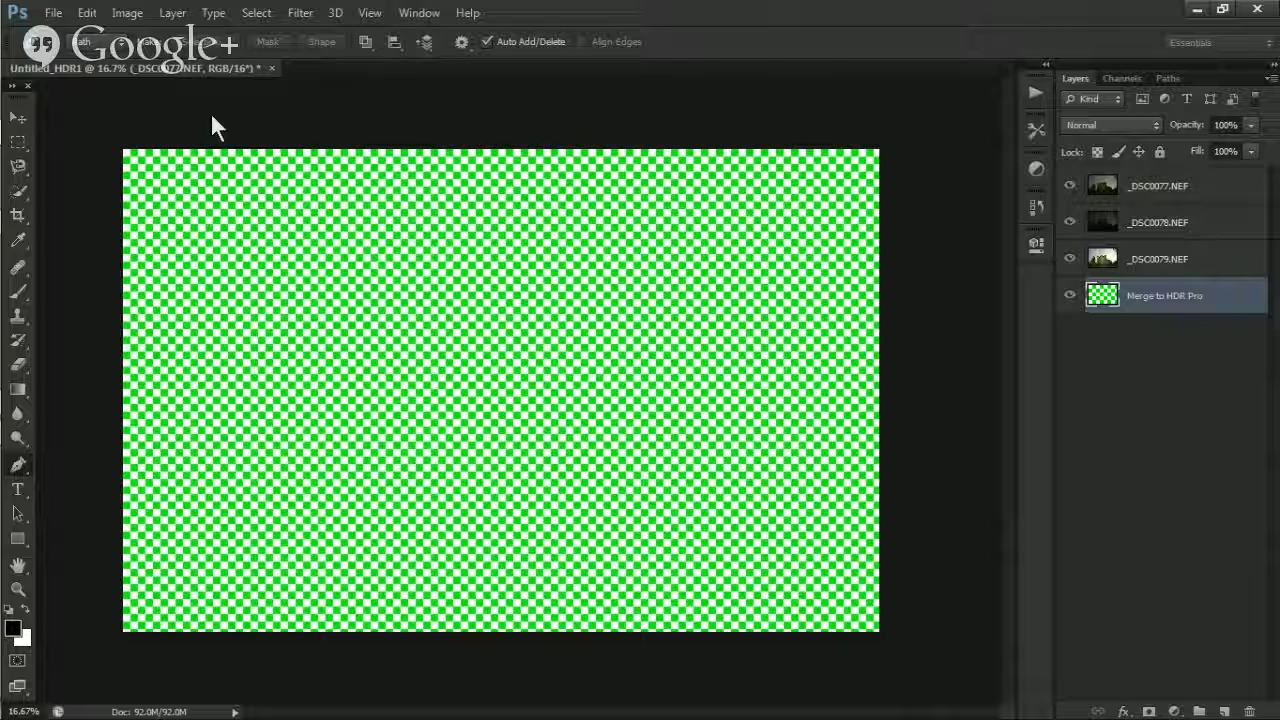 Ps File Edit Image Layer Type Select Filter 3D View Window Help
Google+
Mask Shape Auto Add/Delete Align Edges Essentials
Untitled_HDR1 @ 16.7% (_DSC0077.NEF, RGB/16*) *
Layers Channels Paths
Kind
Normal Opacity: 100%
Lock: Fill: 100%
_DSC0077.NEF
_DSC0078.NEF
_DSC0079.NEF
Merge to HDR Pro
16.67% Doc: 92.0M/92.0M